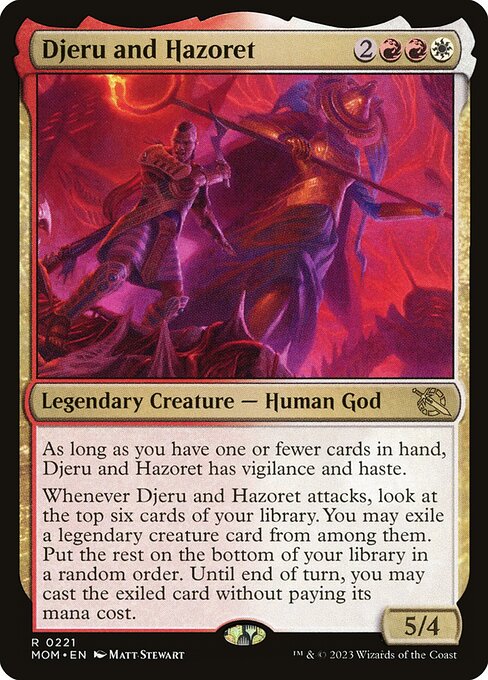 Djeru and Hazoret 2
Legendary Creature — Human God
As long as you have one or fewer cards in hand,
Djeru and Hazoret has vigilance and haste.
Whenever Djeru and Hazoret attacks, look at
the top six cards of your library. You may exile
a legendary creature card from among them.
Put the rest on the bottom of your library in
a random order. Until end of turn, you may
cast the exiled card without paying its
mana cost.
5/4
R 0221
MOM • EN Matt Stewart
™ & © 2023 Wizards of the Coast